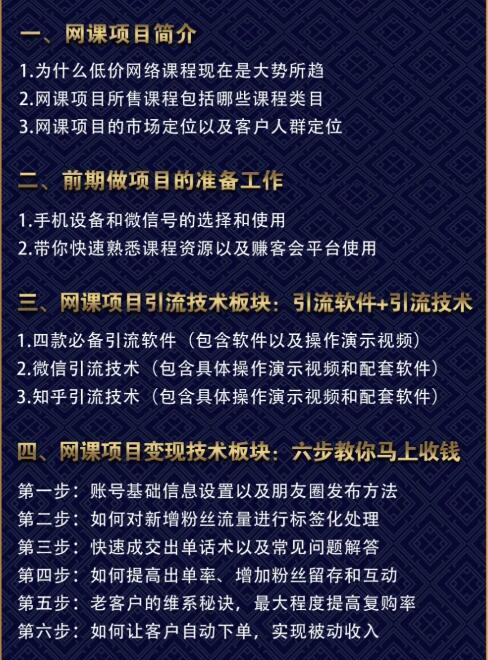 一、网课项目简介
1.为什么低价网络课程现在是大势所趋
2.网课项目所售课程包括哪些课程类目
3.网课项目的市场定位以及客户人群定位
二、前期做项目的准备工作
1.手机设备和微信号的选择和使用
2.带你快速熟悉课程资源以及赚客会平台使用
三、网课项目引流技术板块：引流软件+引流技术
1.四款必备引流软件（包含软件以及操作演示视频）
2.微信引流技术（包含具体操作演示视频和配套软件）
3.知乎引流技术（包含具体操作演示视频和配套软件）
四、网课项目变现技术板块：六步教你马上收钱
第一步：账号基础信息设置以及朋友圈发布方法
第二步：如何对新增粉丝流量进行标签化处理
第三步：快速成交出单话术以及常见问题解答
第四步：如何提高出单率、增加粉丝留存和互动
第五步：老客户的维系秘诀，最大程度提高复购率
第六步：如何让客户自动下单，实现被动收入